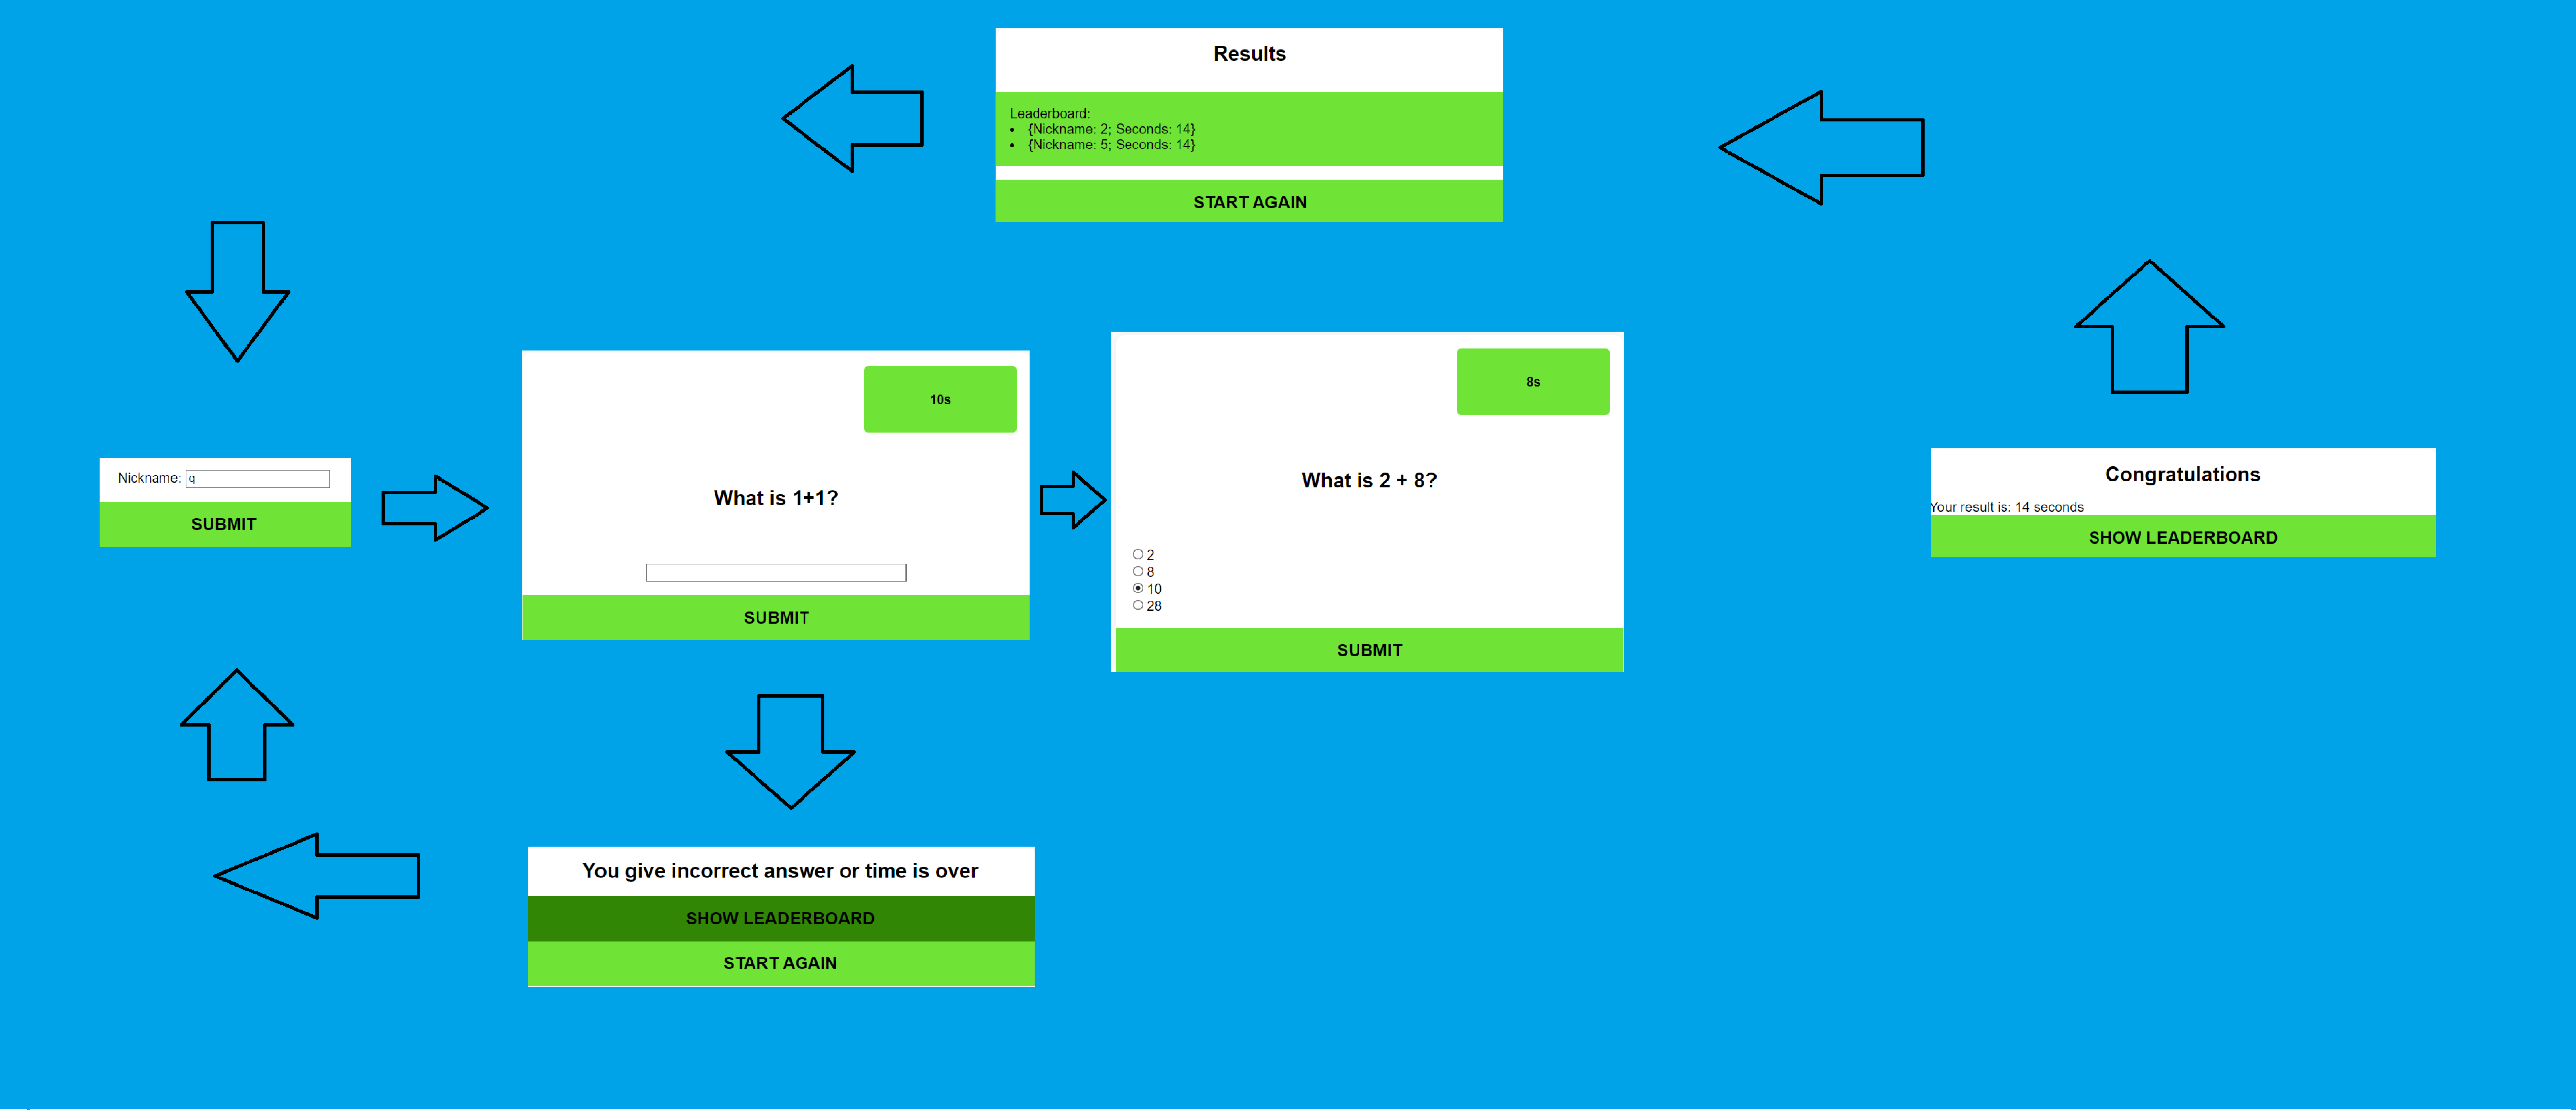 Results
Leaderboard:
• {Nickname: 2; Seconds: 14}
• {Nickname: 5; Seconds: 14}
START AGAIN
Nickname: q
SUBMIT
10s
What is 1+1?
SUBMIT
8s
What is 2 + 8?
2
8
10
28
SUBMIT
Congratulations
Your result is: 14 seconds
SHOW LEADERBOARD
You give incorrect answer or time is over
SHOW LEADERBOARD
START AGAIN